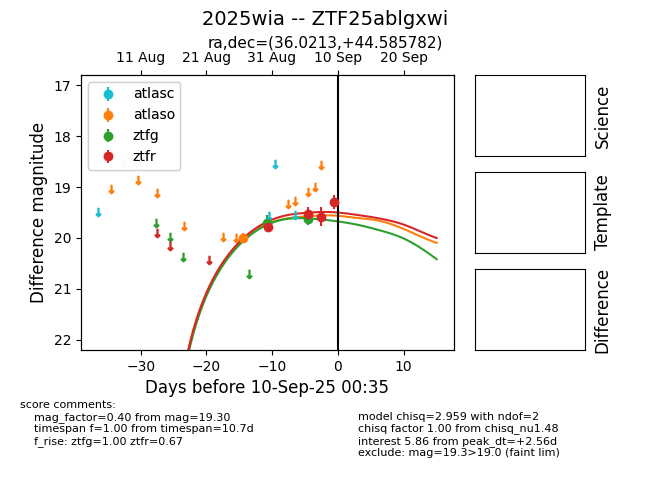 2025wia -- ZTF25ablgxwi
ra,dec=(36.0213,+44.585782)
11 Aug 21 Aug 31 Aug 10 Sep 20 Sep
atlasc
atlaso
ztfg
ztfr
17
18
19
20
21
22
Difference magnitude
−30 −20 −10 0 10
Days before 10-Sep-25 00:35
Science
Template
Difference
score comments:
mag_factor=0.40 from mag=19.30
timespan f=1.00 from timespan=10.7d
f_rise: ztfg=1.00 ztfr=0.67
model chisq=2.959 with ndof=2
chisq factor 1.00 from chisq_nu1.48
interest 5.86 from peak_dt=+2.56d
exclude: mag=19.3>19.0 (faint lim)